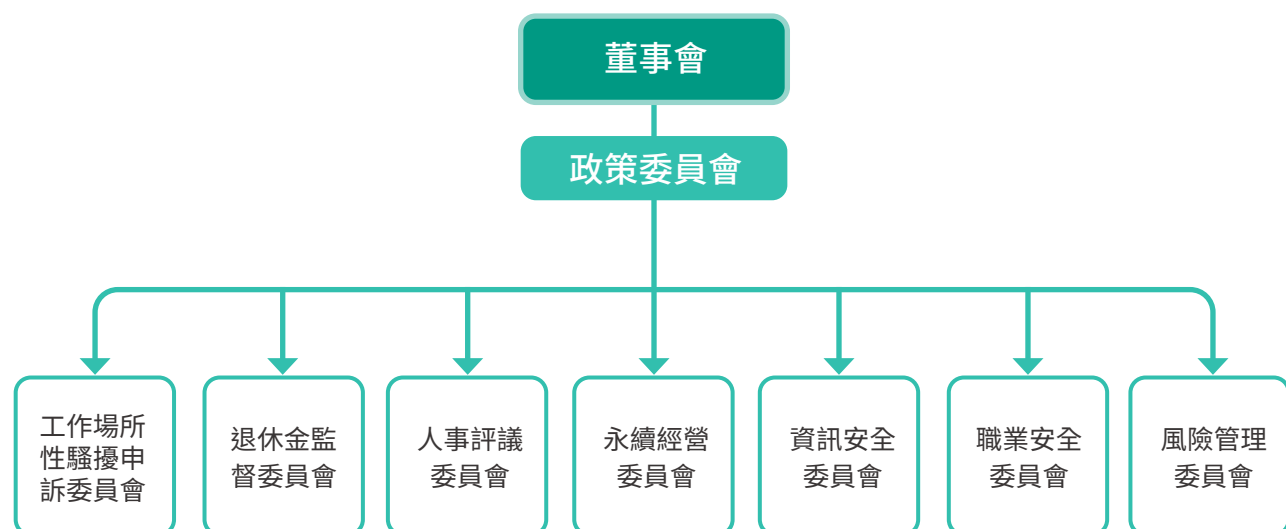 董事會
政策委員會
工作場所
性騷擾申
訴委員會
退休金監
督委員會
人事評議
委員會
永續經營
委員會
資訊安全
委員會
職業安全
委員會
風險管理
委員會